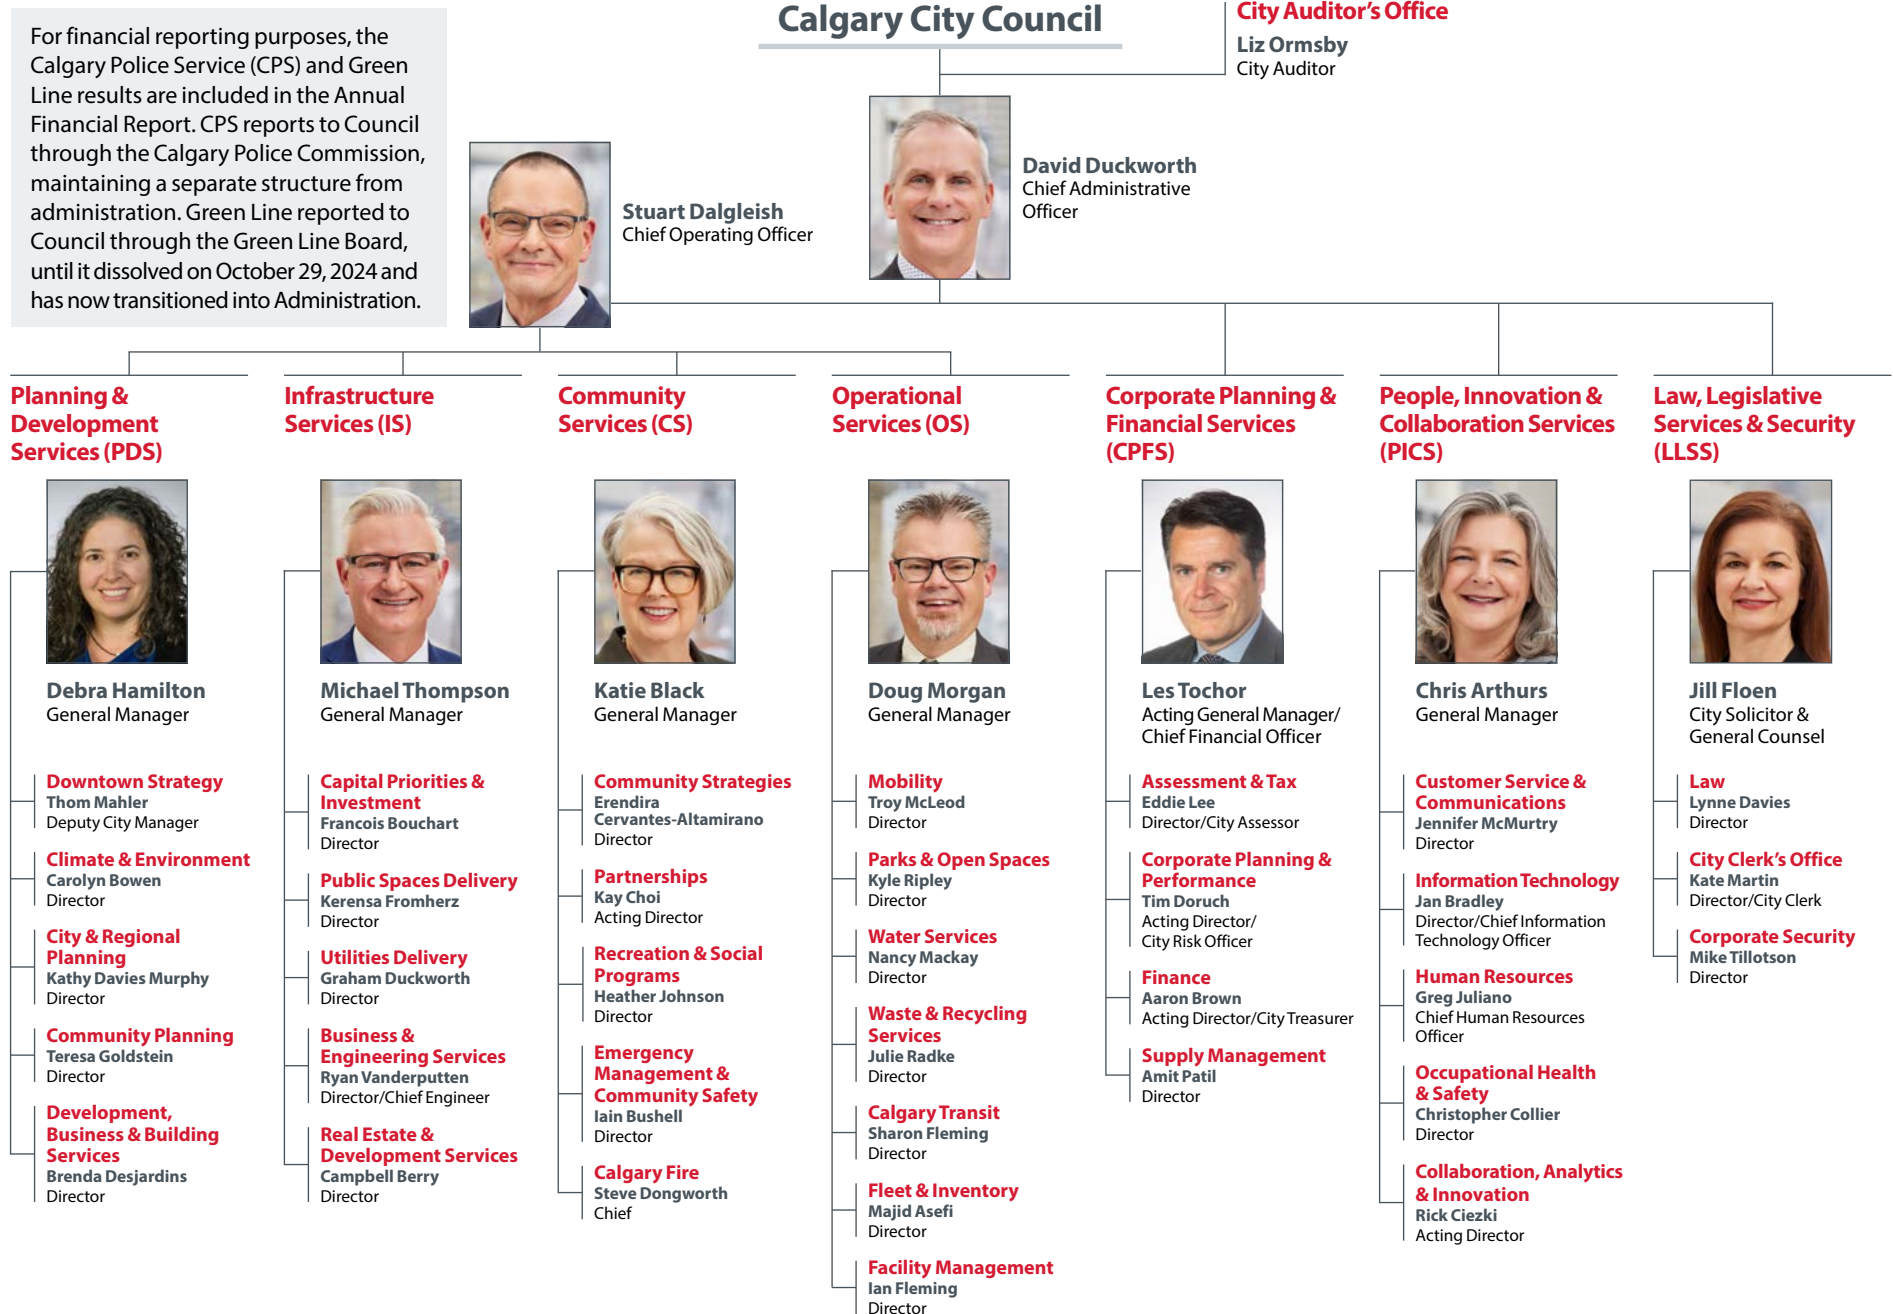 For financial reporting purposes, the
Calgary Police Service (CPS) and Green
Line results are included in the Annual
Financial Report. CPS reports to Council
through the Calgary Police Commission,
maintaining a separate structure from
administration. Green Line reported to
Council through the Green Line Board,
until it dissolved on October 29, 2024 and
has now transitioned into Administration.
Calgary City Council
City Auditor's Office
Liz Ormsby
City Auditor
David Duckworth
Chief Administrative
Officer
Stuart Dalgleish
Chief Operating Officer
Planning &
Development
Services (PDS)
Debra Hamilton
General Manager
Downtown Strategy
Thom Mahler
Deputy City Manager
Climate & Environment
Carolyn Bowen
Director
City & Regional
Planning
Kathy Davies Murphy
Director
Community Planning
Teresa Goldstein
Director
Development,
Business & Building
Services
Brenda Desjardins
Director
Infrastructure
Services (IS)
Michael Thompson
General Manager
Capital Priorities &
Investment
Francois Bouchart
Director
Public Spaces Delivery
Kerensa Fromherz
Director
Utilities Delivery
Graham Duckworth
Director
Business &
Engineering Services
Ryan Vanderputten
Director/Chief Engineer
Real Estate &
Development Services
Campbell Berry
Director
Community
Services (CS)
Katie Black
General Manager
Community Strategies
Erendira
Cervantes-Altamirano
Director
Partnerships
Kay Choi
Acting Director
Recreation & Social
Programs
Heather Johnson
Director
Emergency
Management &
Community Safety
Iain Bushell
Director
Calgary Fire
Steve Dongworth
Chief
Operational
Services (OS)
Doug Morgan
General Manager
Mobility
Troy McLeod
Director
Parks & Open Spaces
Kyle Ripley
Director
Water Services
Nancy Mackay
Director
Waste & Recycling
Services
Julie Radke
Director
Calgary Transit
Sharon Fleming
Director
Fleet & Inventory
Majid Asefi
Director
Facility Management
Ian Fleming
Director
Corporate Planning &
Financial Services
(CPFS)
Les Tochor
Acting General Manager/
Chief Financial Officer
Assessment & Tax
Eddie Lee
Director/City Assessor
Corporate Planning &
Performance
Tim Doruch
Acting Director/
City Risk Officer
Finance
Aaron Brown
Acting Director/City Treasurer
Supply Management
Amit Patil
Director
People, Innovation &
Collaboration Services
(PICS)
Chris Arthurs
General Manager
Customer Service &
Communications
Jennifer McMurtry
Director
Information Technology
Jan Bradley
Director/Chief Information
Technology Officer
Human Resources
Greg Juliano
Chief Human Resources
Officer
Occupational Health
& Safety
Christopher Collier
Director
Collaboration, Analytics
& Innovation
Rick Ciezki
Acting Director
Law, Legislative
Services & Security
(LLSS)
Jill Floen
City Solicitor &
General Counsel
Law
Lynne Davies
Director
City Clerk's Office
Kate Martin
Director/City Clerk
Corporate Security
Mike Tillotson
Director